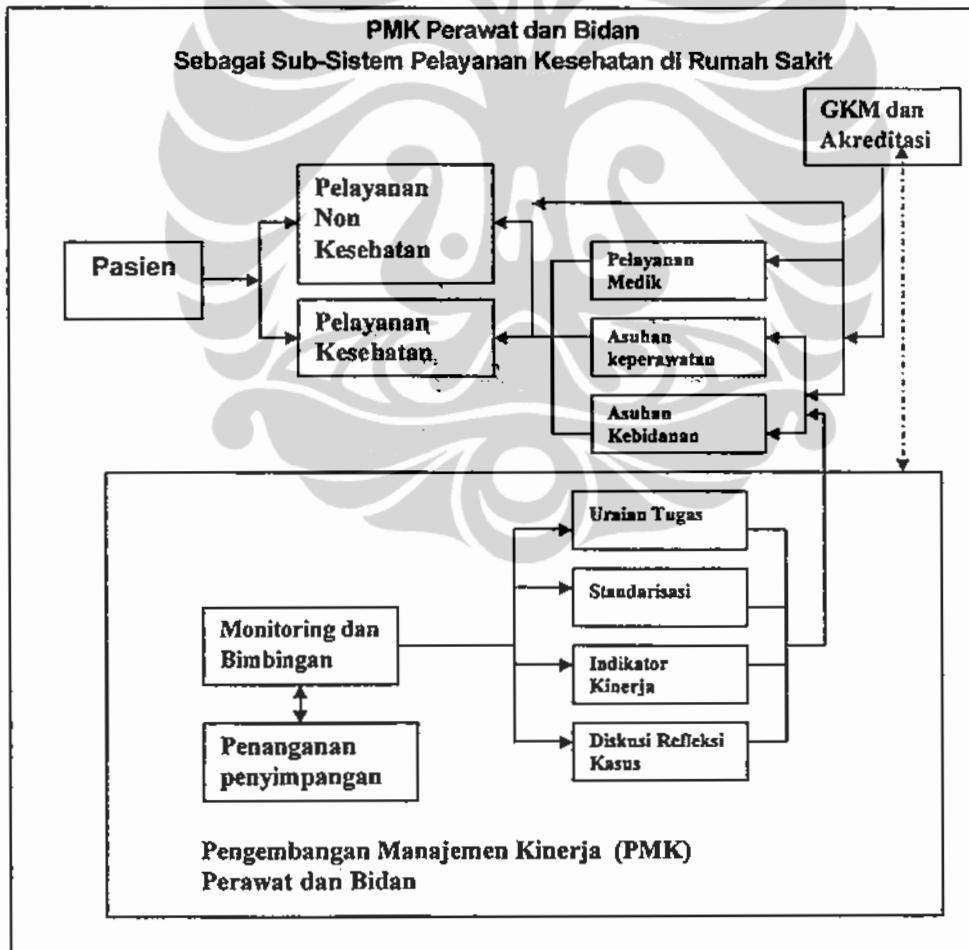 PMK Perawat dan Bidan
Sebagai Sub-Sistem Pelayanan Kesehatan di Rumah Sakit
GKM dan
Akreditasi
Pelayanan
Non
Kesehatan
Pasien
Pelayanan
Medik
Pelayanan
Kesehatan
Asuhan
keperawatan
Asuhan
Kebidanan
Uraian Tugas
Standarisasi
Monitoring dan
Bimbingan
Indikator
Kinerja
Penanganan
penyimpangan
Diskusi Refleksi
Kasus
Pengembangan Manajemen Kinerja (PMK)
Perawat dan Bidan